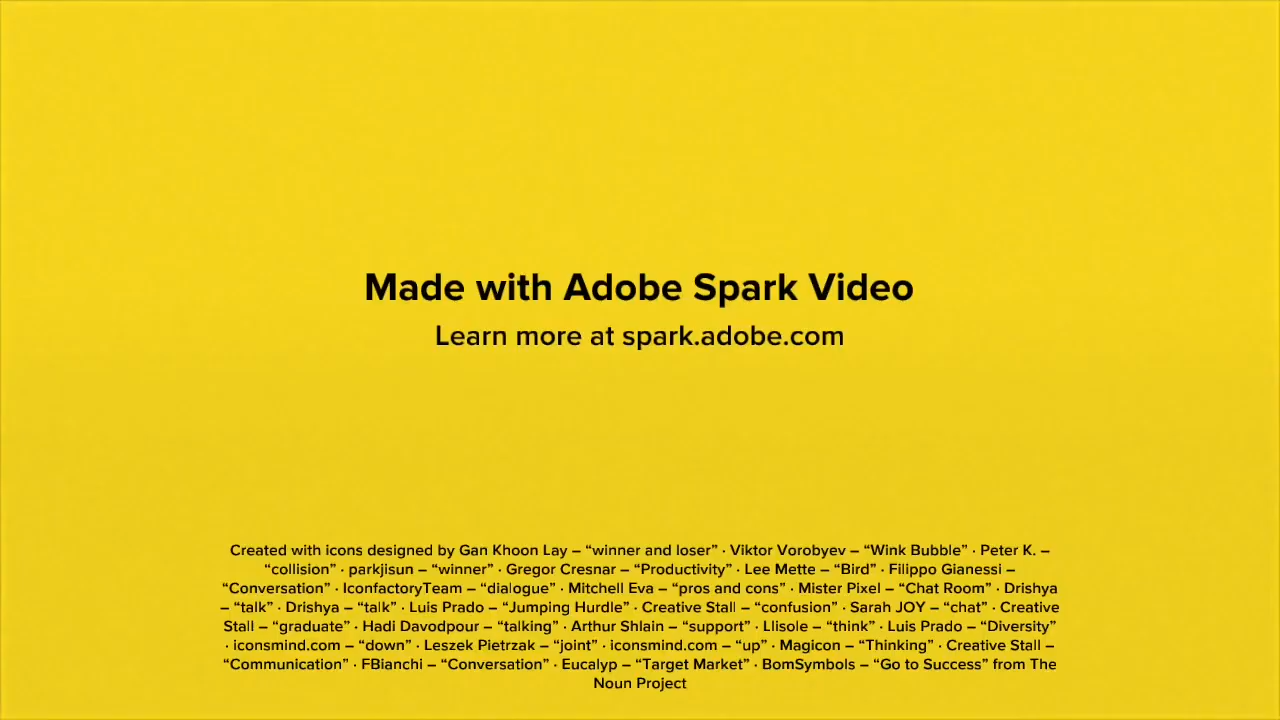 Made with Adobe Spark Video
Learn more at spark.adobe.com
Created with icons designed by Gan Khoon Lay – “winner and loser” · Viktor Vorobyev – “Wink Bubble” · Peter K. –
“collision” · parkjisun – “winner” · Gregor Cresnar – “Productivity” · Lee Mette – “Bird” · Filippo Gianessi –
“Conversation” · IconfactoryTeam – “dialogue” · Mitchell Eva – “pros and cons” · Mister Pixel – “Chat Room” · Drishya
– “talk” · Drishya – “talk” · Luis Prado – “Jumping Hurdle” · Creative Stall – “confusion” · Sarah JOY – “chat” · Creative
Stall – “graduate” · Hadi Davodpour – “talking” · Arthur Shlain – “support” · Llisole – “think” · Luis Prado – “Diversity”
· iconsmind.com – “down” · Leszek Pietrzak – “joint” · iconsmind.com – “up” · Magicon – “Thinking” · Creative Stall –
“Communication” · FBianchi – “Conversation” · Eucalyp – “Target Market” · BomSymbols – “Go to Success” from The
Noun Project